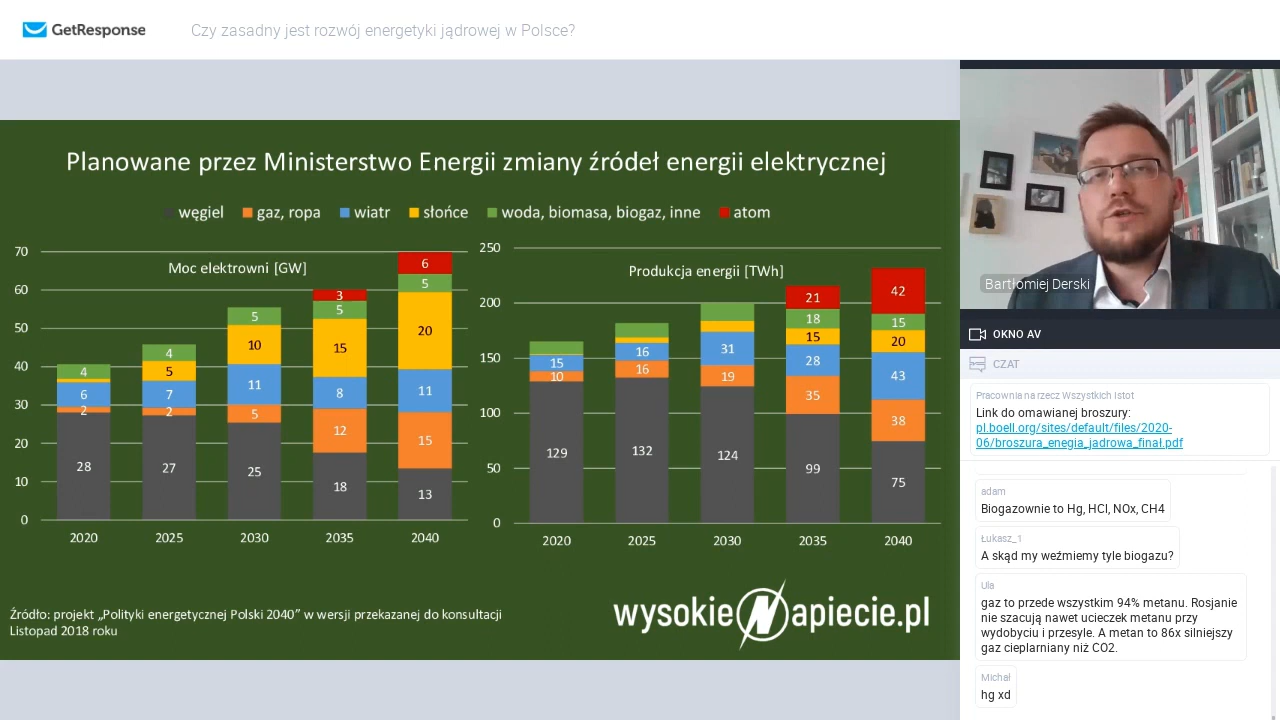 GetResponse
Czy zasadny jest rozwój energetyki jądrowej w Polsce?
Planowane przez Ministerstwo Energii zmiany źródeł energii elektrycznej
węgiel gaz, ropa wiatr słońce woda, biomasa, biogaz, inne atom
Moc elektrowni [GW]
70
60
50
40
30
20
10
0
4
6
2
28
4
5
7
2
27
5
10
11
5
25
3
5
15
8
12
18
6
5
20
11
15
13
2020 2025 2030 2035 2040
Produkcja energii [TWh]
250
200
150
100
50
0
15
10
129
16
16
132
31
19
124
21
18
15
28
35
99
42
15
20
43
38
75
2020 2025 2030 2035 2040
Źródło: projekt „Polityki energetycznej Polski 2040” w wersji przekazanej do konsultacji
Listopad 2018 roku
wysokieNapiecie.pl
Bartłomiej Derski
OKNO AV
CZAT
Pracownia na rzecz Wszystkich Istot
Link do omawianej broszury:
pl.boell.org/sites/default/files/2020-
06/broszura_enegia_jadrowa_finał.pdf
adam
Biogazownie to Hg, HCl, NOx, CH4
Łukasz_1
A skąd my weźmiemy tyle biogazu?
Ula
gaz to przede wszystkim 94% metanu. Rosjanie
nie szacują nawet ucieczek metanu przy
wydobyciu i przesyle. A metan to 86x silniejszy
gaz cieplarniany niż CO2.
Michał
hg xd